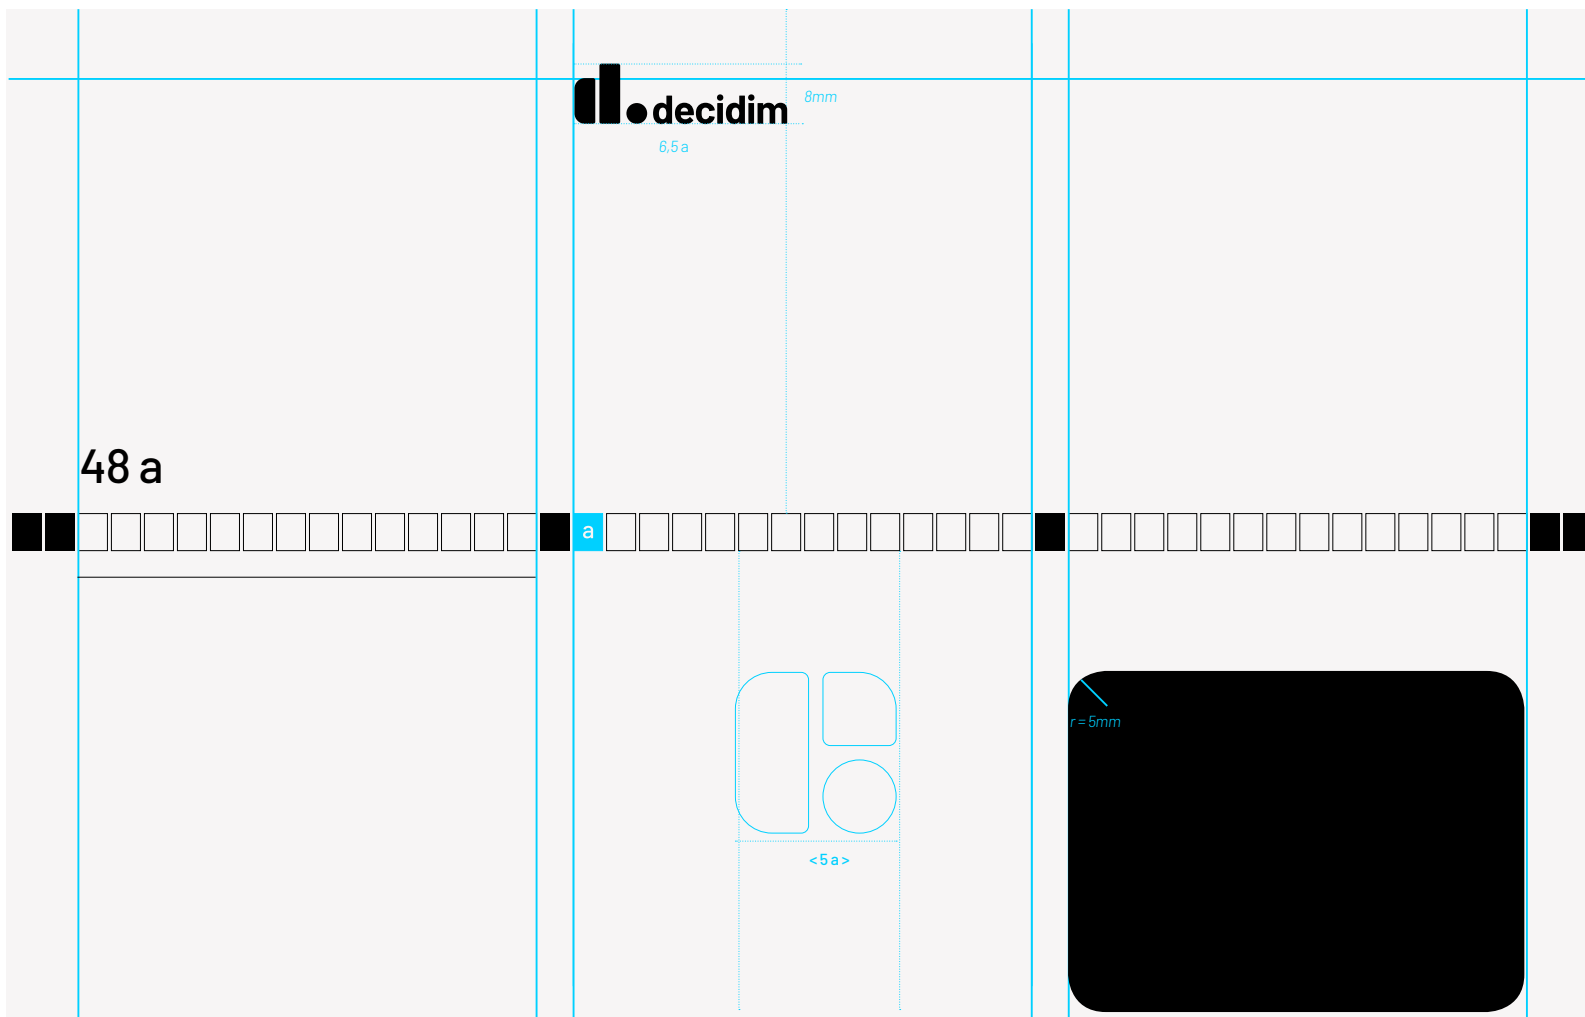 d.decidim
8mm
6,5 a
48 a
a
r = 5mm
< 5 a >